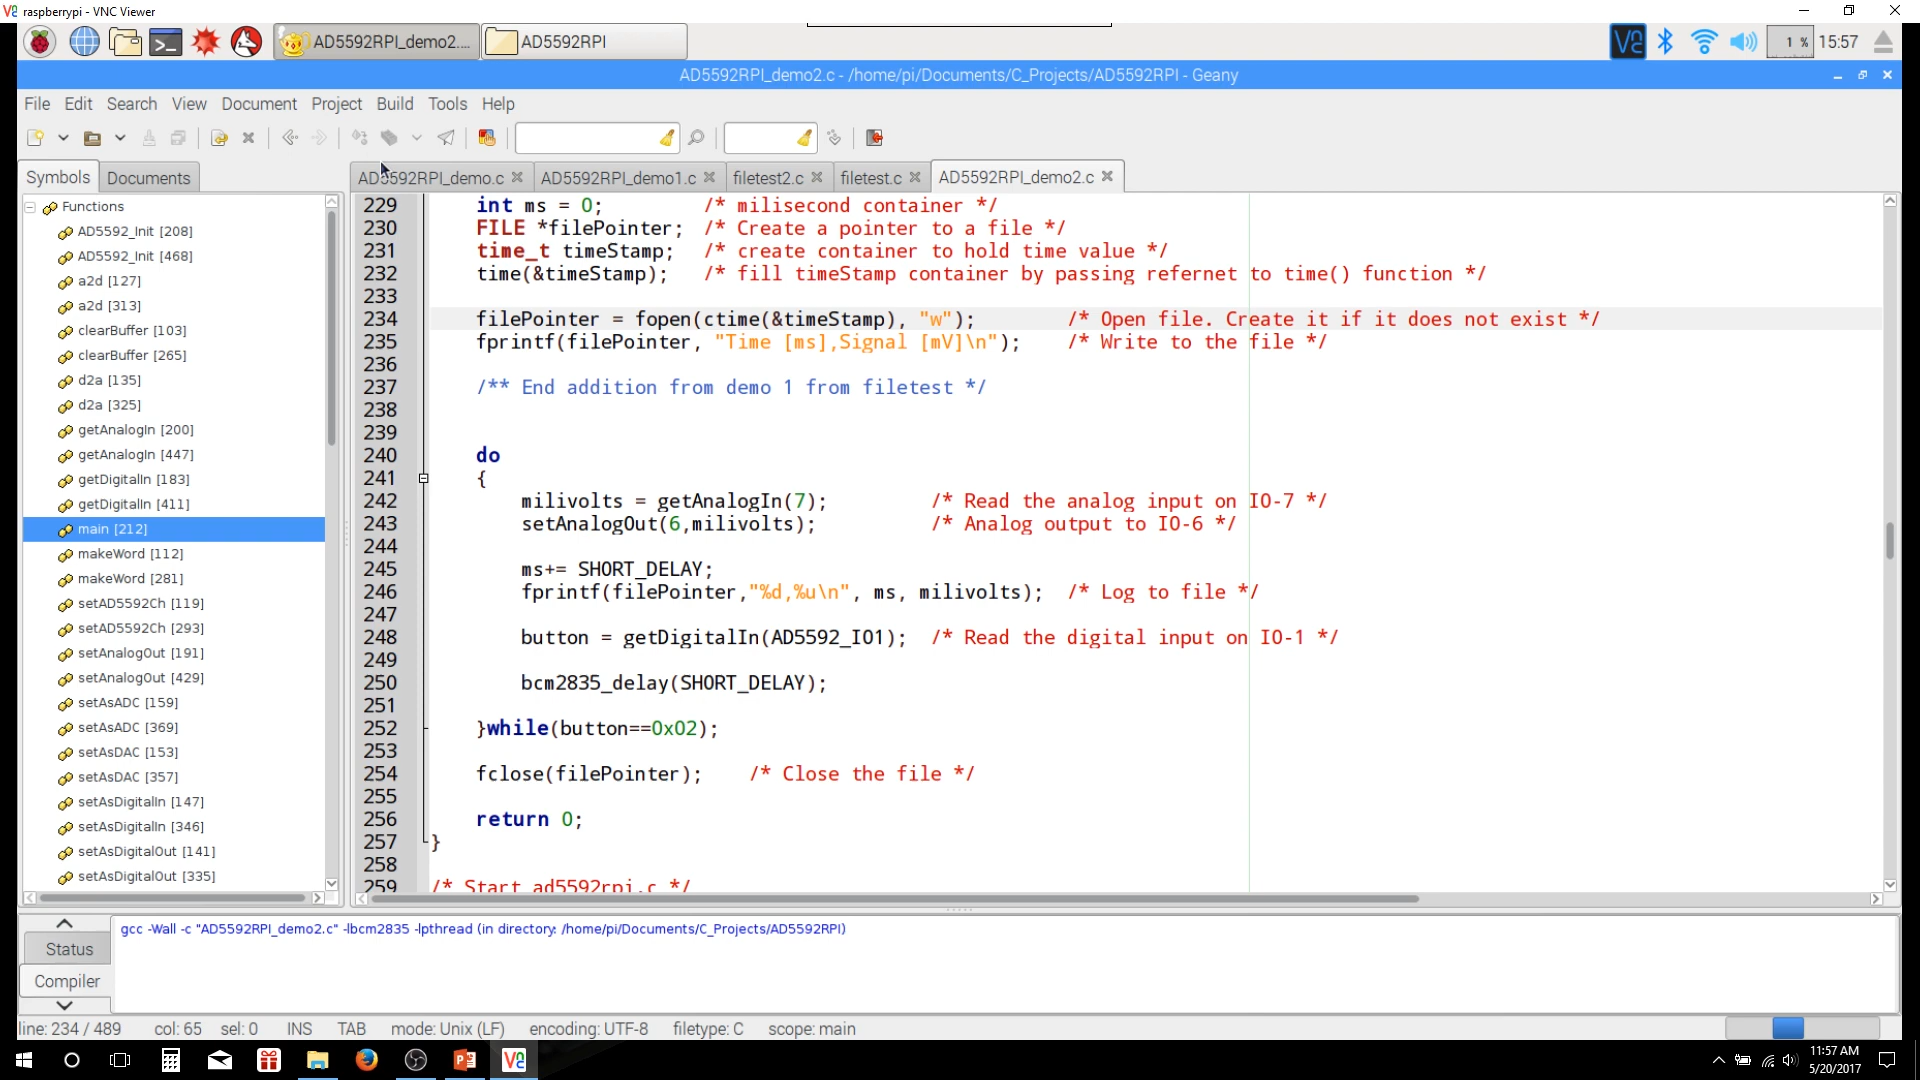 raspberrypi - VNC Viewer
AD5592RPI_demo2....
AD5592RPI
1 %
15:57
AD5592RPI_demo2.c - /home/pi/Documents/C_Projects/AD5592RPI - Geany
File Edit Search View Document Project Build Tools Help
Symbols Documents
AD5592RPI_demo.c AD5592RPI_demo1.c filetest2.c filetest.c AD5592RPI_demo2.c
Functions
AD5592_Init [208]
AD5592_Init [468]
a2d [127]
a2d [313]
clearBuffer [103]
clearBuffer [265]
d2a [135]
d2a [325]
getAnalogIn [200]
getAnalogIn [447]
getDigitalIn [183]
getDigitalIn [411]
main [212]
makeWord [112]
makeWord [281]
setAD5592Ch [119]
setAD5592Ch [293]
setAnalogOut [191]
setAnalogOut [429]
setAsADC [159]
setAsADC [369]
setAsDAC [153]
setAsDAC [357]
setAsDigitalIn [147]
setAsDigitalIn [346]
setAsDigitalOut [141]
setAsDigitalOut [335]
229 int ms = 0; /* milisecond container */
230 FILE *filePointer; /* Create a pointer to a file */
231 time_t timeStamp; /* create container to hold time value */
232 time(&timeStamp); /* fill timeStamp container by passing refernet to time() function */
233
234 filePointer = fopen(ctime(&timeStamp), "w"); /* Open file. Create it if it does not exist */
235 fprintf(filePointer, "Time [ms],Signal [mV]\n"); /* Write to the file */
236
237 /** End addition from demo 1 from filetest */
238
239
240 do
241 {
242 milivolts = getAnalogIn(7); /* Read the analog input on IO-7 */
243 setAnalogOut(6,milivolts); /* Analog output to IO-6 */
244
245 ms+= SHORT_DELAY;
246 fprintf(filePointer,"%d,%u\n", ms, milivolts); /* Log to file */
247
248 button = getDigitalIn(AD5592_IO1); /* Read the digital input on IO-1 */
249
250 bcm2835_delay(SHORT_DELAY);
251
252 }while(button==0x02);
253
254 fclose(filePointer); /* Close the file */
255
256 return 0;
257 }
258
259 /* Start ad5592rpi.c */
Status
Compiler
gcc -Wall -c "AD5592RPI_demo2.c" -lbcm2835 -lpthread (in directory: /home/pi/Documents/C_Projects/AD5592RPI)
line: 234 / 489 col: 65 sel: 0 INS TAB mode: Unix (LF) encoding: UTF-8 filetype: C scope: main
11:57 AM
5/20/2017